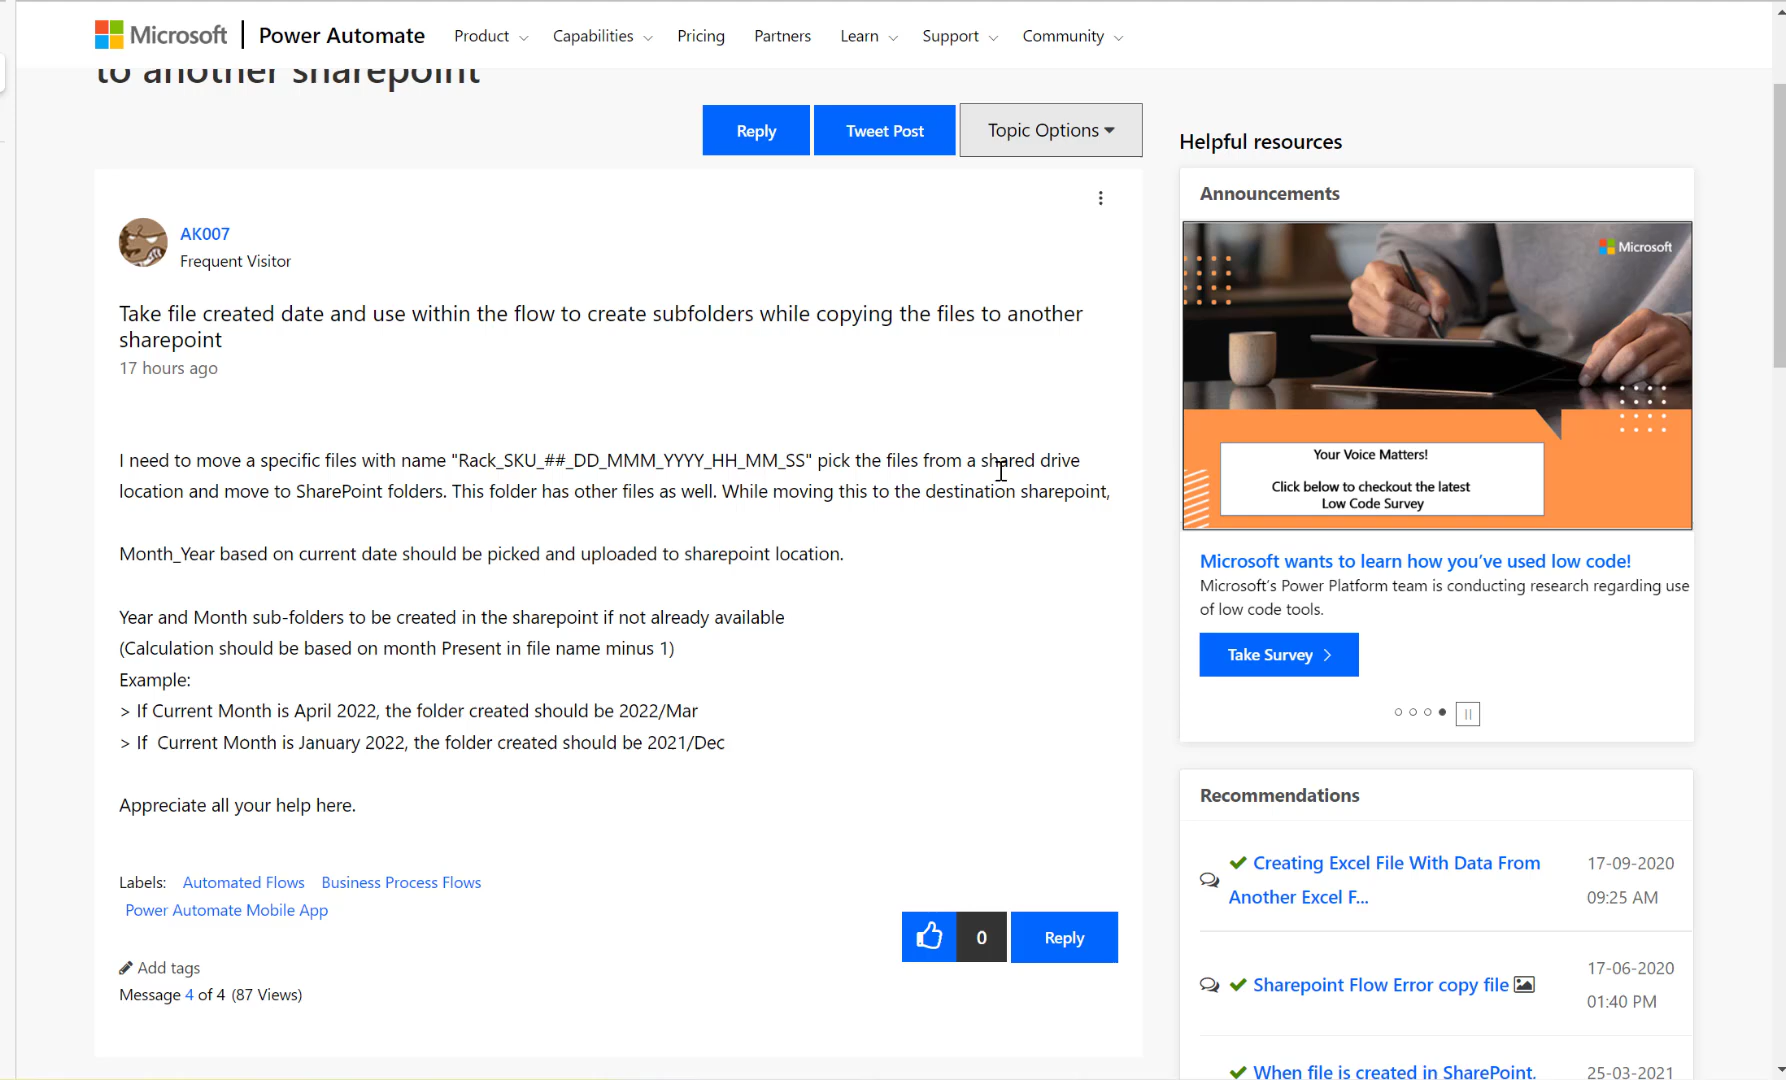 Microsoft | Power Automate Product Capabilities Pricing Partners Learn Support Community
to another sharepoint
Reply Tweet Post Topic Options
AK007
Frequent Visitor
Take file created date and use within the flow to create subfolders while copying the files to another
sharepoint
17 hours ago
I need to move a specific files with name "Rack_SKU_##_DD_MMM_YYYY_HH_MM_SS" pick the files from a shared drive
location and move to SharePoint folders. This folder has other files as well. While moving this to the destination sharepoint,
Month_Year based on current date should be picked and uploaded to sharepoint location.
Year and Month sub-folders to be created in the sharepoint if not already available
(Calculation should be based on month Present in file name minus 1)
Example:
> If Current Month is April 2022, the folder created should be 2022/Mar
> If  Current Month is January 2022, the folder created should be 2021/Dec
Appreciate all your help here.
Labels: Automated Flows Business Process Flows
Power Automate Mobile App
0 Reply
Add tags
Message 4 of 4 (87 Views)
Helpful resources
Announcements
Microsoft
Your Voice Matters!
Click below to checkout the latest
Low Code Survey
Microsoft wants to learn how you’ve used low code!
Microsoft’s Power Platform team is conducting research regarding use
of low code tools.
Take Survey
Recommendations
Creating Excel File With Data From 17-09-2020
Another Excel F... 09:25 AM
Sharepoint Flow Error copy file 17-06-2020
01:40 PM
When file is created in SharePoint. 25-03-2021